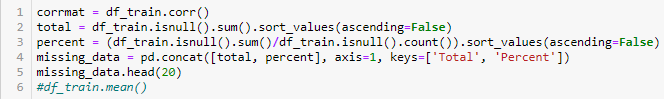 1 corrmat = df_train.corr()
2 total = df_train.isnull().sum().sort_values(ascending=False)
3 percent = (df_train.isnull().sum()/df_train.isnull().count()).sort_values(ascending=False)
4 missing_data = pd.concat([total, percent], axis=1, keys=['Total', 'Percent'])
5 missing_data.head(20)
6 #df_train.mean()